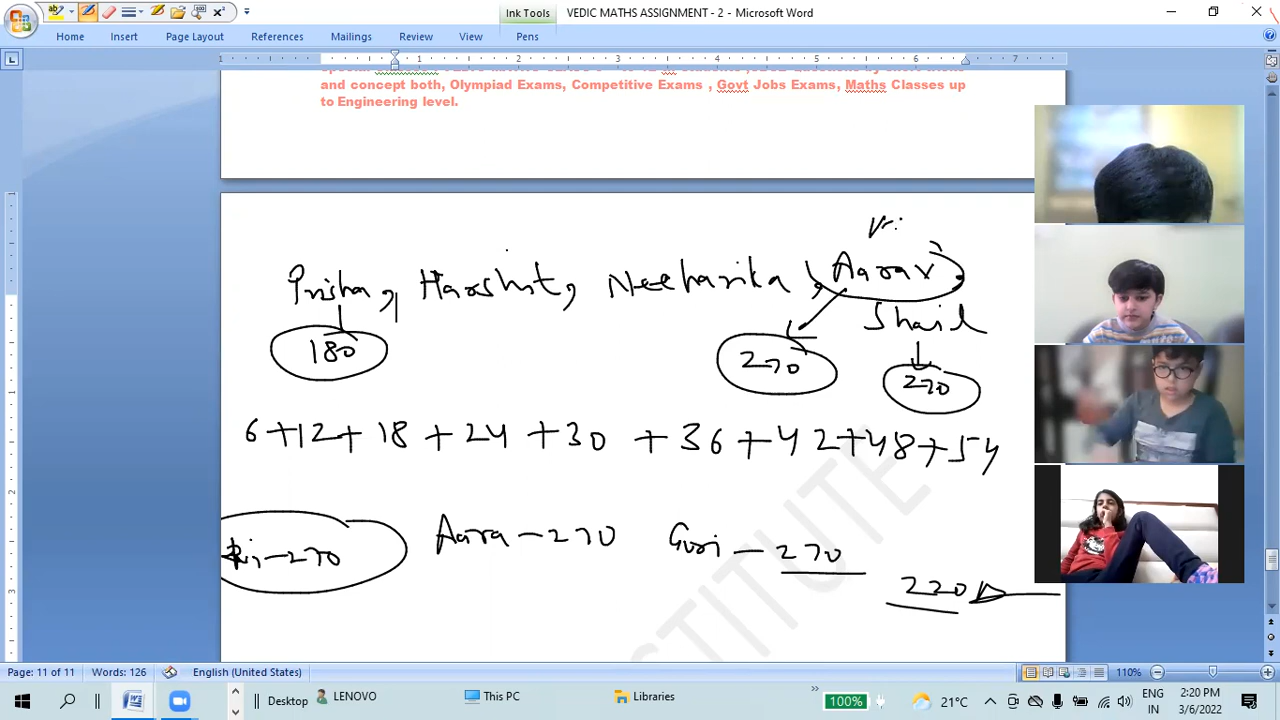 Ink Tools
VEDIC MATHS ASSIGNMENT - 2 - Microsoft Word
Home Insert Page Layout References Mailings Review View Pens
and concept both, Olympiad Exams, Competitive Exams , Govt Jobs Exams, Maths Classes up
to Engineering level.
Prisha, Harshit, Neeharika, Aarav
Shail
180
270
270
6+12+18+24+30+36+42+48+54
-270 Aara-270 Gori-270
220
INSTITUTE
Page: 11 of 11 Words: 126 English (United States) 110%
Desktop LENOVO This PC Libraries 100% 21°C ENG
IN 2:20 PM
3/6/2022